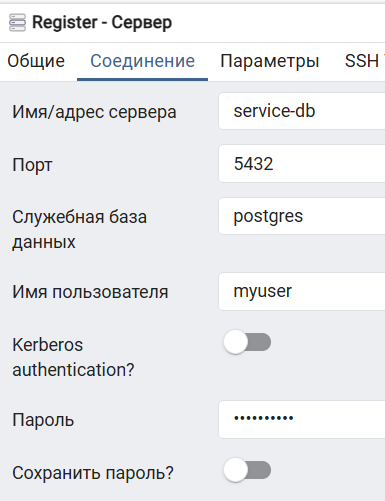 Register - Сервер
Общие Соединение Параметры SSH
Имя/адрес сервера service-db
Порт 5432
Служебная база postgres
данных
Имя пользователя myuser
Kerberos
authentication?
Пароль ••••••••••
Сохранить пароль?